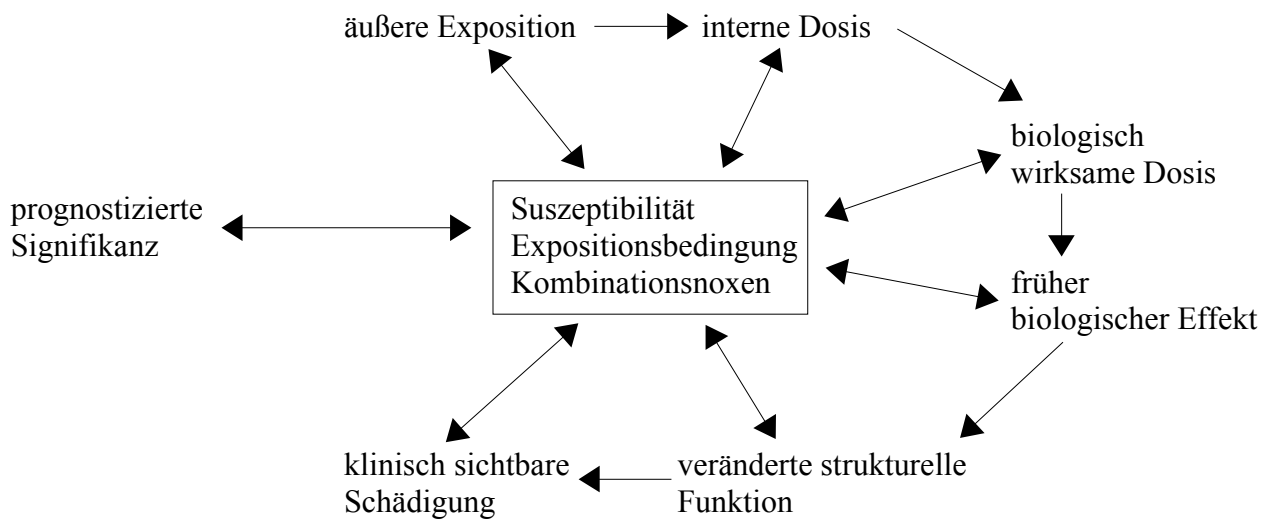 äußere Exposition
interne Dosis
biologisch
wirksame Dosis
prognostizierte
Signifikanz
Suszeptibilität
Expositionsbedingung
Kombinationsnoxen
früher
biologischer Effekt
klinisch sichtbare
Schädigung
veränderte strukturelle
Funktion